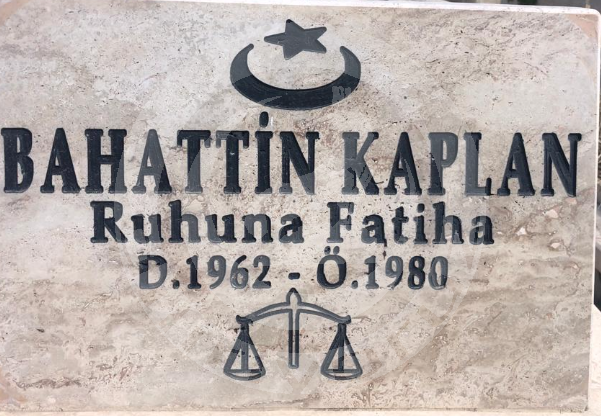 BAHATTİN KAPLAN
Ruhuna Fatiha
D.1962 - Ö.1980